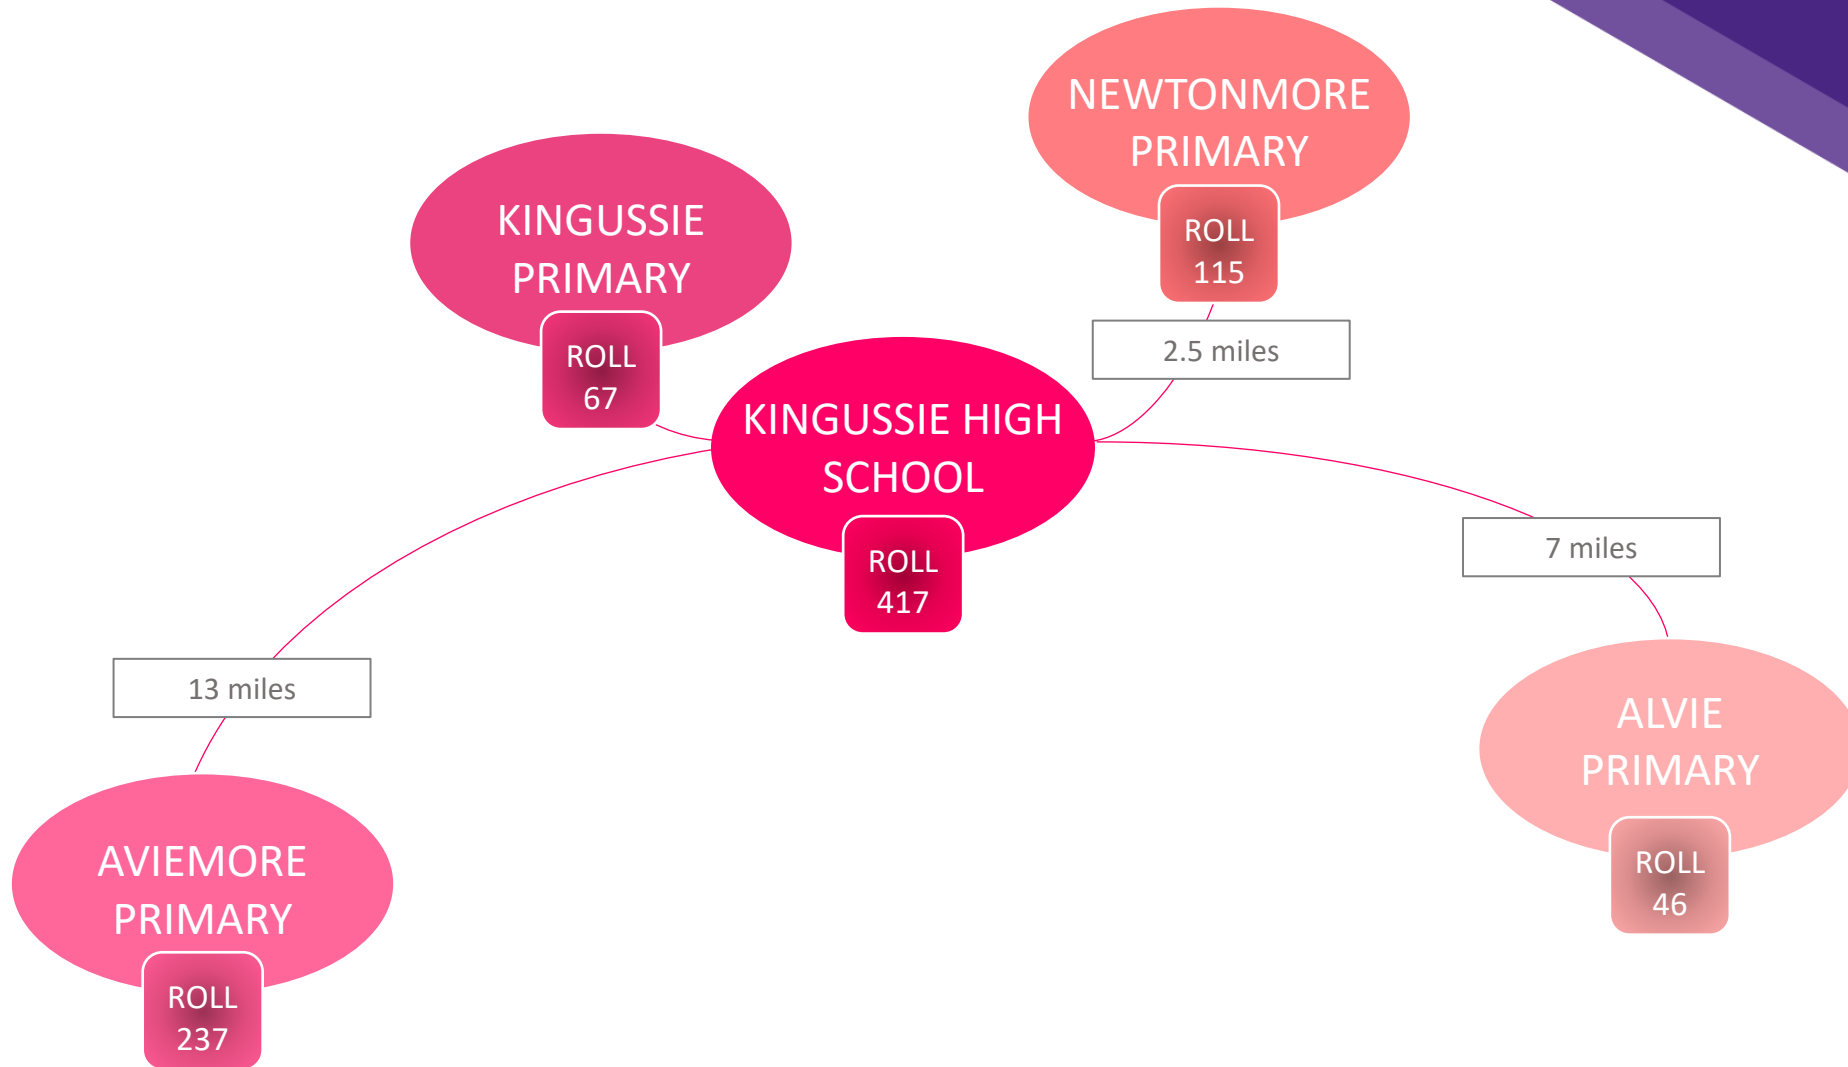 NEWTONMORE
PRIMARY
ROLL
115
2.5 miles
KINGUSSIE
PRIMARY
ROLL
67
KINGUSSIE HIGH
SCHOOL
ROLL
417
7 miles
13 miles
ALVIE
PRIMARY
ROLL
46
AVIEMORE
PRIMARY
ROLL
237